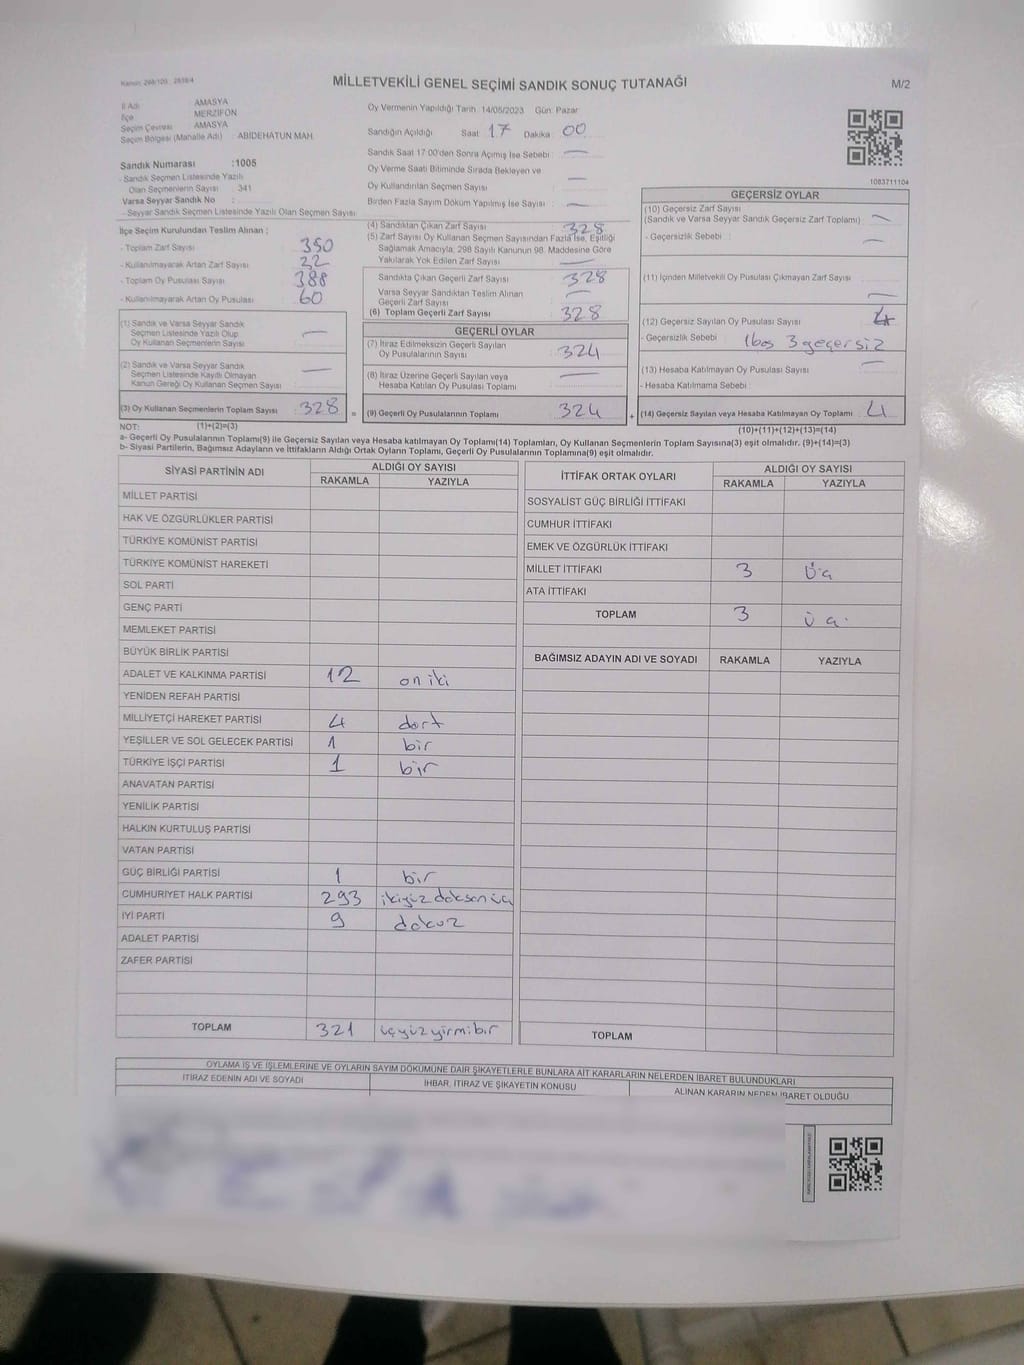 Kanun: 298/109 2839/4
MİLLETVEKİLİ GENEL SEÇİMİ SANDIK SONUÇ TUTANAĞI
M/2
İl Adı AMASYA
İlçe MERZİFON
Seçim Çevresi AMASYA
Seçim Bölgesi (Mahalle Adı) : ABİDEHATUN MAH.
Sandık Numarası :1005
- Sandık Seçmen Listesinde Yazılı
Olan Seçmenlerin Sayısı : 341
Varsa Seyyar Sandık No :
- Seyyar Sandık Seçmen Listesinde Yazılı Olan Seçmen Sayısı
Oy Vermenin Yapıldığı Tarih 14/05/2023 Gün: Pazar
Sandığın Açıldığı Saat 17 Dakika : 00
Sandık Saat 17:00'den Sonra Açılmış İse Sebebi : —
Oy Verme Saati Bitiminde Sırada Bekleyen ve
Oy Kullandırılan Seçmen Sayısı : —
Birden Fazla Sayım Döküm Yapılmış İse Sayısı : —
1083711104
İlçe Seçim Kurulundan Teslim Alınan ;
- Toplam Zarf Sayısı : 350
- Kullanılmayarak Artan Zarf Sayısı : 22
- Toplam Oy Pusulası Sayısı : 388
- Kullanılmayarak Artan Oy Pusulası : 60
(1) Sandık ve Varsa Seyyar Sandık
Seçmen Listesinde Yazılı Olup
Oy Kullanan Seçmen Sayısı : —
(2) Sandık ve Varsa Seyyar Sandık
Seçmen Listesinde Kayıtlı Olmayan
Kanun Gereği Oy Kullanan Seçmen Sayısı : —
(3) Oy Kullanan Seçmenlerin Toplam Sayısı : 328 =
(4) Sandıktan Çıkan Zarf Sayısı : 328
(5) Zarf Sayısı Oy Kullanan Seçmen Sayısından Fazla İse, Eşitliği
Sağlamak Amacıyla, 298 Sayılı Kanunun 98. Maddesine Göre
Yakılarak Yok Edilen Zarf Sayısı : —
Sandıkta Çıkan Geçerli Zarf Sayısı : 328
Varsa Seyyar Sandıktan Teslim Alınan
Geçerli Zarf Sayısı : —
(6) Toplam Geçerli Zarf Sayısı : 328
GEÇERLİ OYLAR
(7) İtiraz Edilmeksizin Geçerli Sayılan
Oy Pusulalarının Sayısı : 324
(8) İtiraz Üzerine Geçerli Sayılan veya
Hesaba Katılan Oy Pusulası Toplamı : —
(9) Geçerli Oy Pusulalarının Toplamı : 324 +
GEÇERSİZ OYLAR
(10) Geçersiz Zarf Sayısı
(Sandık ve Varsa Seyyar Sandık Geçersiz Zarf Toplamı) : —
- Geçersizlik Sebebi : —
(11) İçinden Milletvekili Oy Pusulası Çıkmayan Zarf Sayısı
—
(12) Geçersiz Sayılan Oy Pusulası Sayısı : 4
- Geçersizlik Sebebi : 1boş 3 geçersiz
(13) Hesaba Katılmayan Oy Pusulası Sayısı : —
- Hesaba Katılmama Sebebi :
(14) Geçersiz Sayılan veya Hesaba Katılmayan Oy Toplamı : 4
NOT: (1)+(2)=(3)
(10)+(11)+(12)+(13)=(14)
a- Geçerli Oy Pusulalarının Toplamı(9) ile Geçersiz Sayılan veya Hesaba katılmayan Oy Toplamı(14) Toplamları, Oy Kullanan Seçmenlerin Toplam Sayısına(3) eşit olmalıdır. (9)+(14)=(3)
b- Siyasi Partilerin, Bağımsız Adayların ve İttifakların Aldığı Ortak Oyların Toplamı, Geçerli Oy Pusulalarının Toplamına(9) eşit olmalıdır.
SİYASİ PARTİNİN ADI ALDIĞI OY SAYISI
RAKAMLA YAZIYLA
MİLLET PARTİSİ
HAK VE ÖZGÜRLÜKLER PARTİSİ
TÜRKİYE KOMÜNİST PARTİSİ
TÜRKİYE KOMÜNİST HAREKETİ
SOL PARTİ
GENÇ PARTİ
MEMLEKET PARTİSİ
BÜYÜK BİRLİK PARTİSİ
ADALET VE KALKINMA PARTİSİ 12 on iki
YENİDEN REFAH PARTİSİ
MİLLİYETÇİ HAREKET PARTİSİ 4 dort
YEŞİLLER VE SOL GELECEK PARTİSİ 1 bir
TÜRKİYE İŞÇİ PARTİSİ 1 bir
ANAVATAN PARTİSİ
YENİLİK PARTİSİ
HALKIN KURTULUŞ PARTİSİ
VATAN PARTİSİ
GÜÇ BİRLİĞİ PARTİSİ 1 bir
CUMHURİYET HALK PARTİSİ 293 ikiyüz doksan üç
İYİ PARTİ 9 dokuz
ADALET PARTİSİ
ZAFER PARTİSİ
TOPLAM 321 üçyüz yirmi bir
İTTİFAK ORTAK OYLARI ALDIĞI OY SAYISI
RAKAMLA YAZIYLA
SOSYALİST GÜÇ BİRLİĞİ İTTİFAKI
CUMHUR İTTİFAKI
EMEK VE ÖZGÜRLÜK İTTİFAKI
MİLLET İTTİFAKI 3 Üç
ATA İTTİFAKI
TOPLAM 3 üç
BAĞIMSIZ ADAYIN ADI VE SOYADI RAKAMLA YAZIYLA
TOPLAM
OYLAMA İŞ VE İŞLEMLERİNE VE OYLARIN SAYIM DÖKÜMÜNE DAİR ŞİKAYETLERLE BUNLARA AİT KARARLARIN NELERDEN İBARET BULUNDUKLARI
İTİRAZ EDENİN ADI VE SOYADI İHBAR, İTİRAZ VE ŞİKAYETİN KONUSU ALINAN KARARIN NEDEN İBARET OLDUĞU